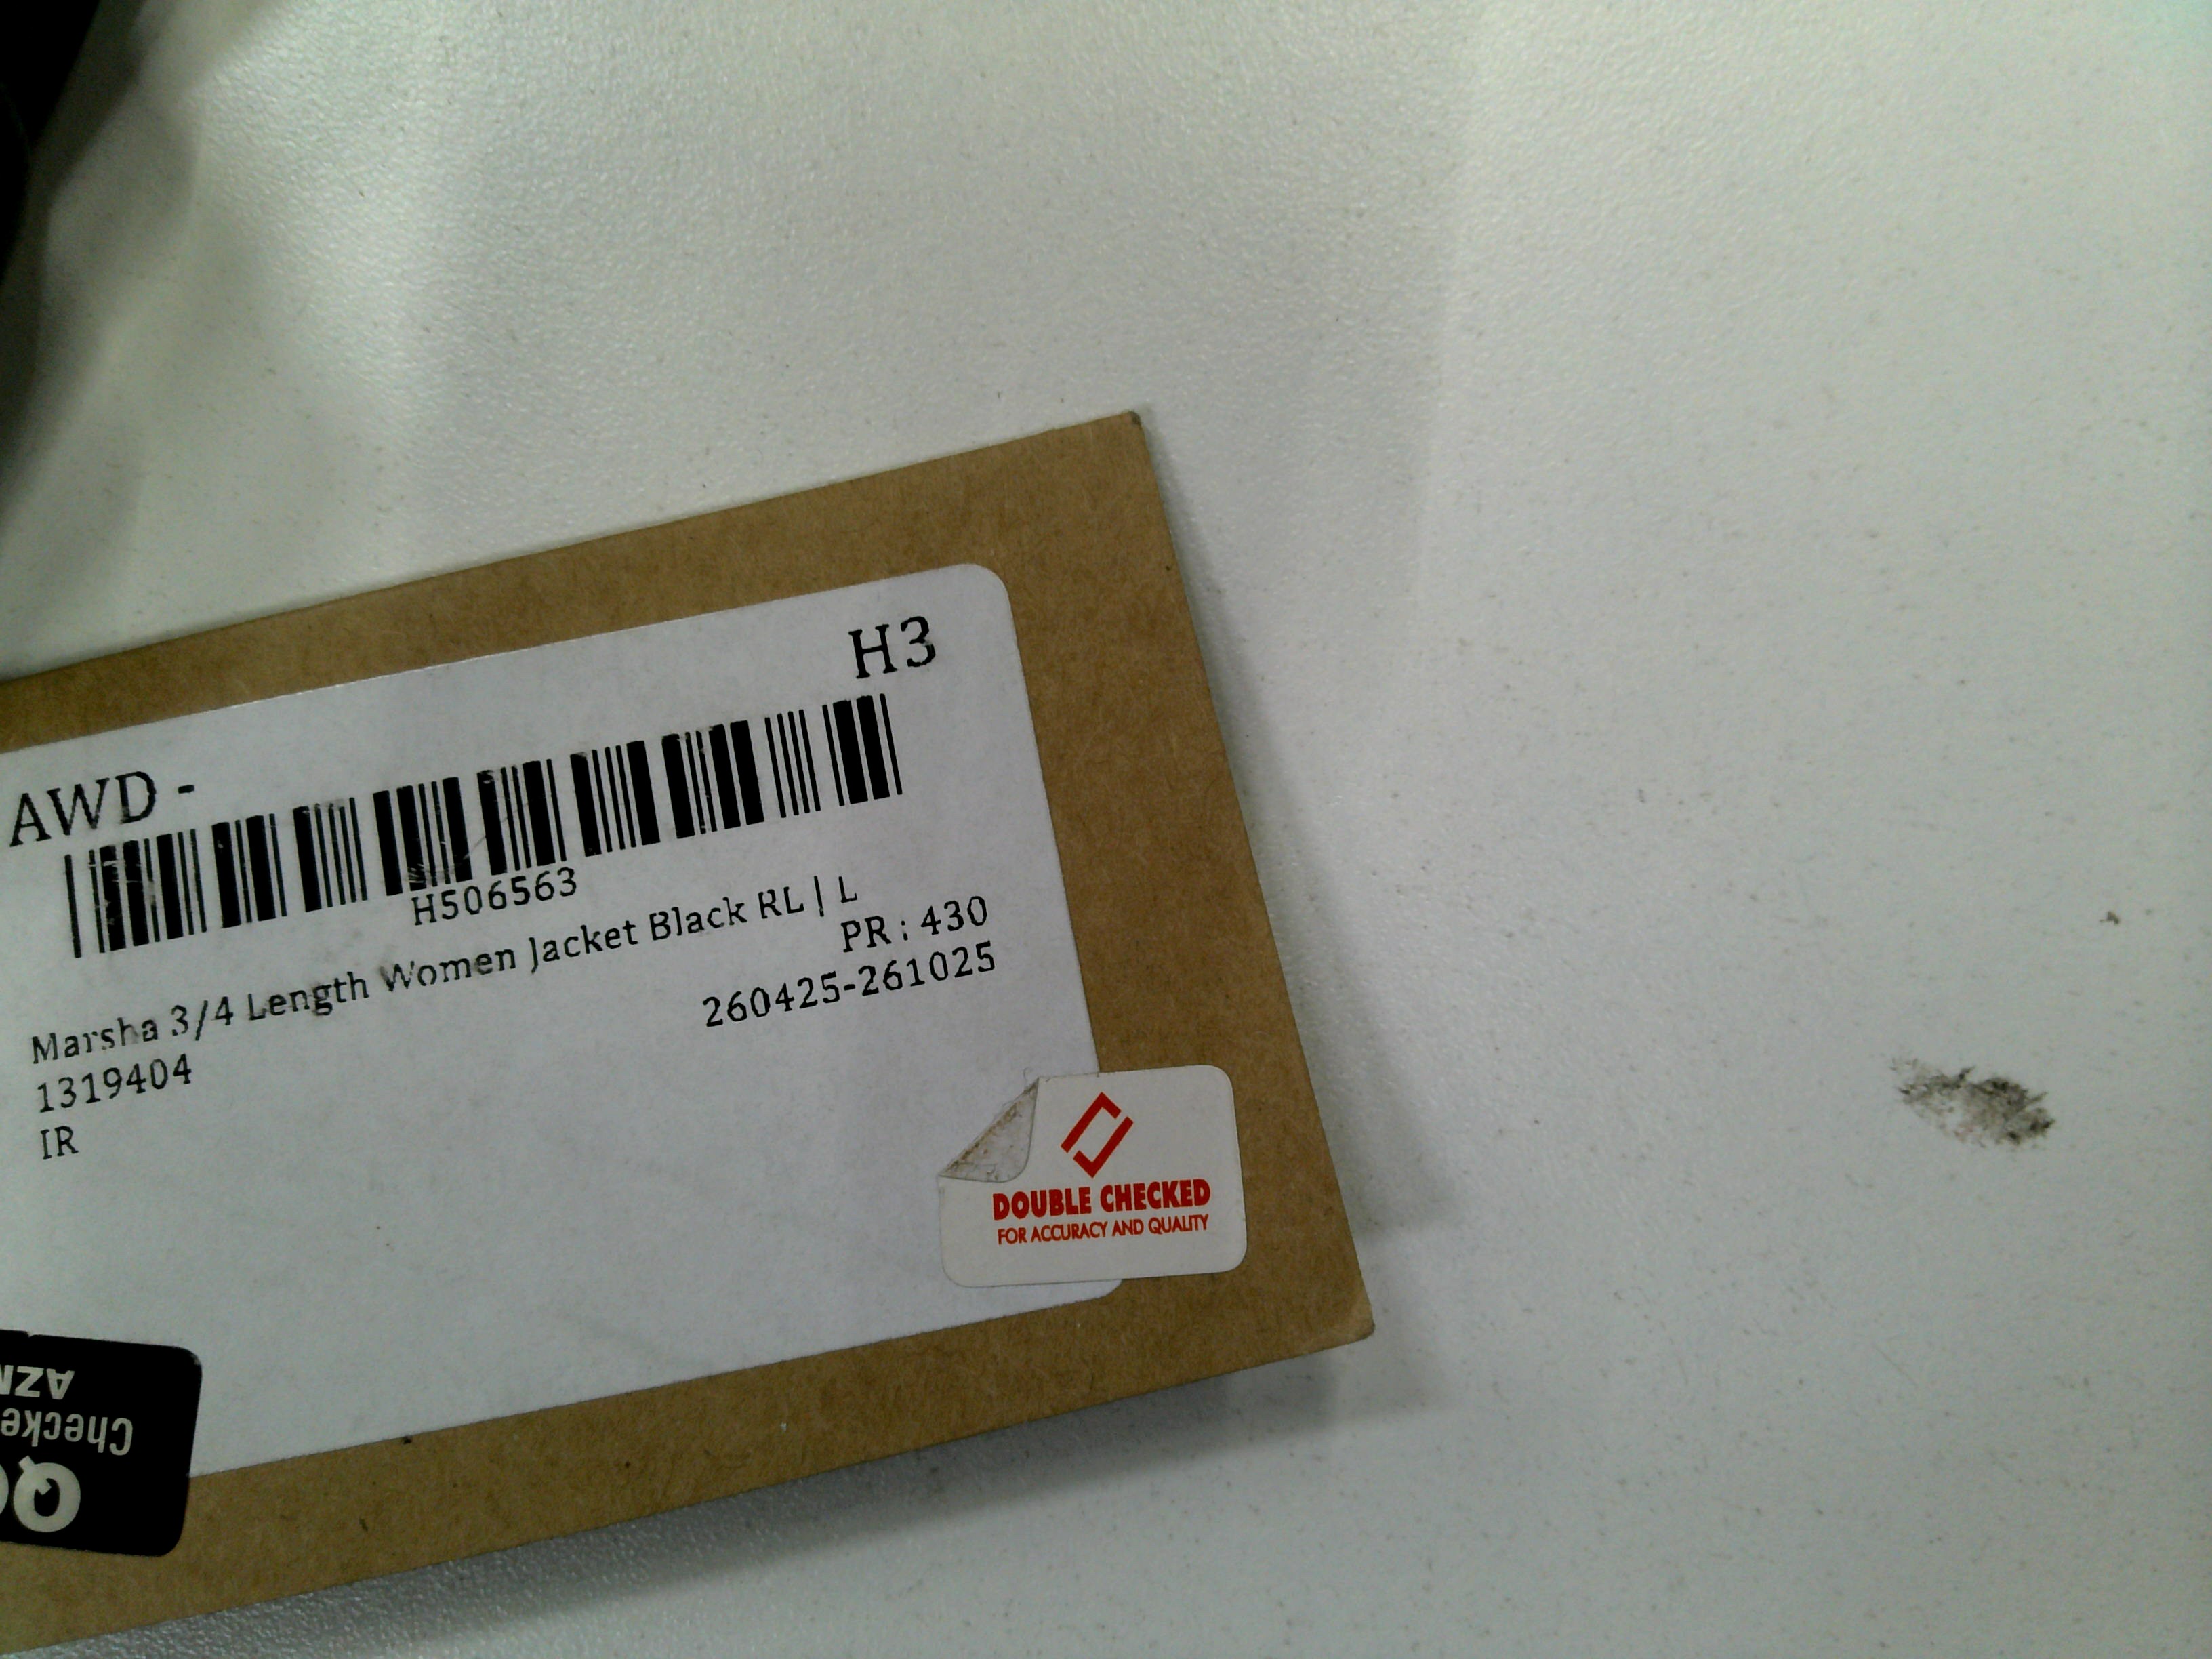 H3
AWD -
H506563
Marsha 3/4 Length Women Jacket Black RL | L
PR : 430
1319404
260425-261025
IR
DOUBLE CHECKED
FOR ACCURACY AND QUALITY